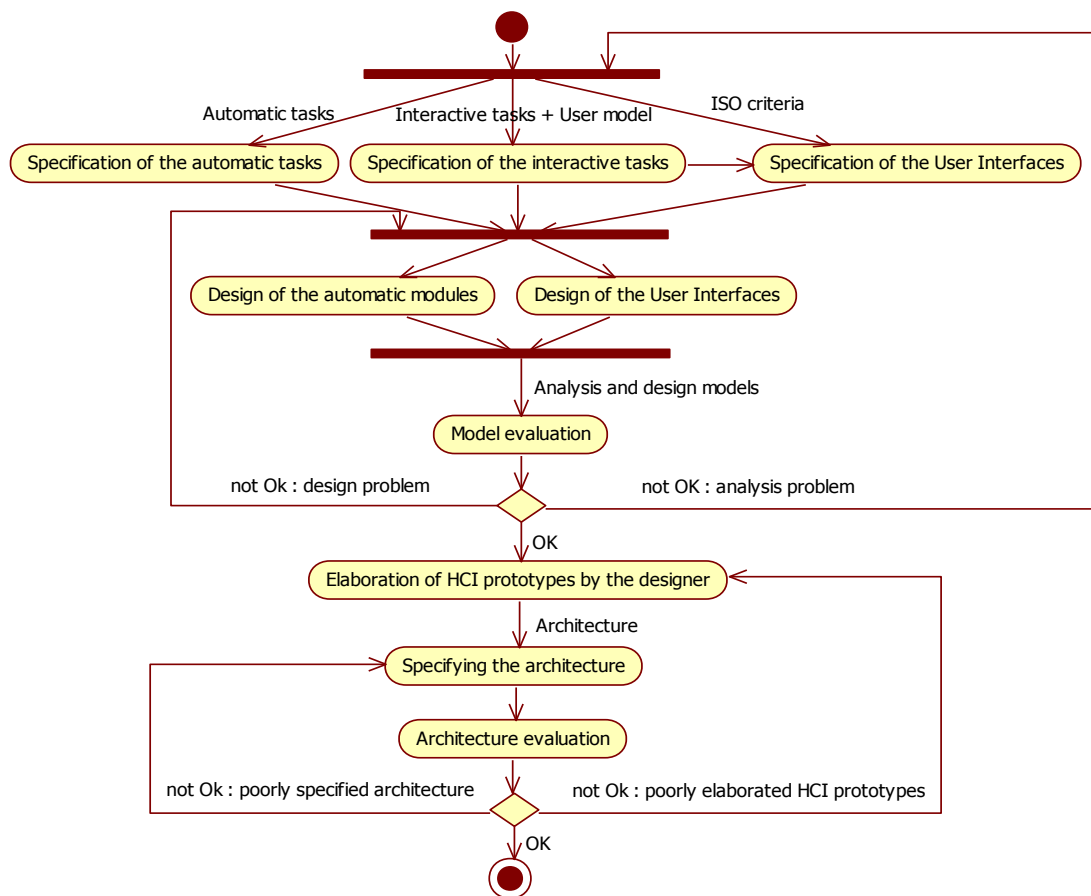 Automatic tasks
Interactive tasks + User model
ISO criteria
Specification of the automatic tasks
Specification of the interactive tasks
Specification of the User Interfaces
Design of the automatic modules
Design of the User Interfaces
Analysis and design models
Model evaluation
not Ok : design problem
not OK : analysis problem
OK
Elaboration of HCI prototypes by the designer
Architecture
Specifying the architecture
Architecture evaluation
not Ok : poorly specified architecture
not Ok : poorly elaborated HCI prototypes
OK